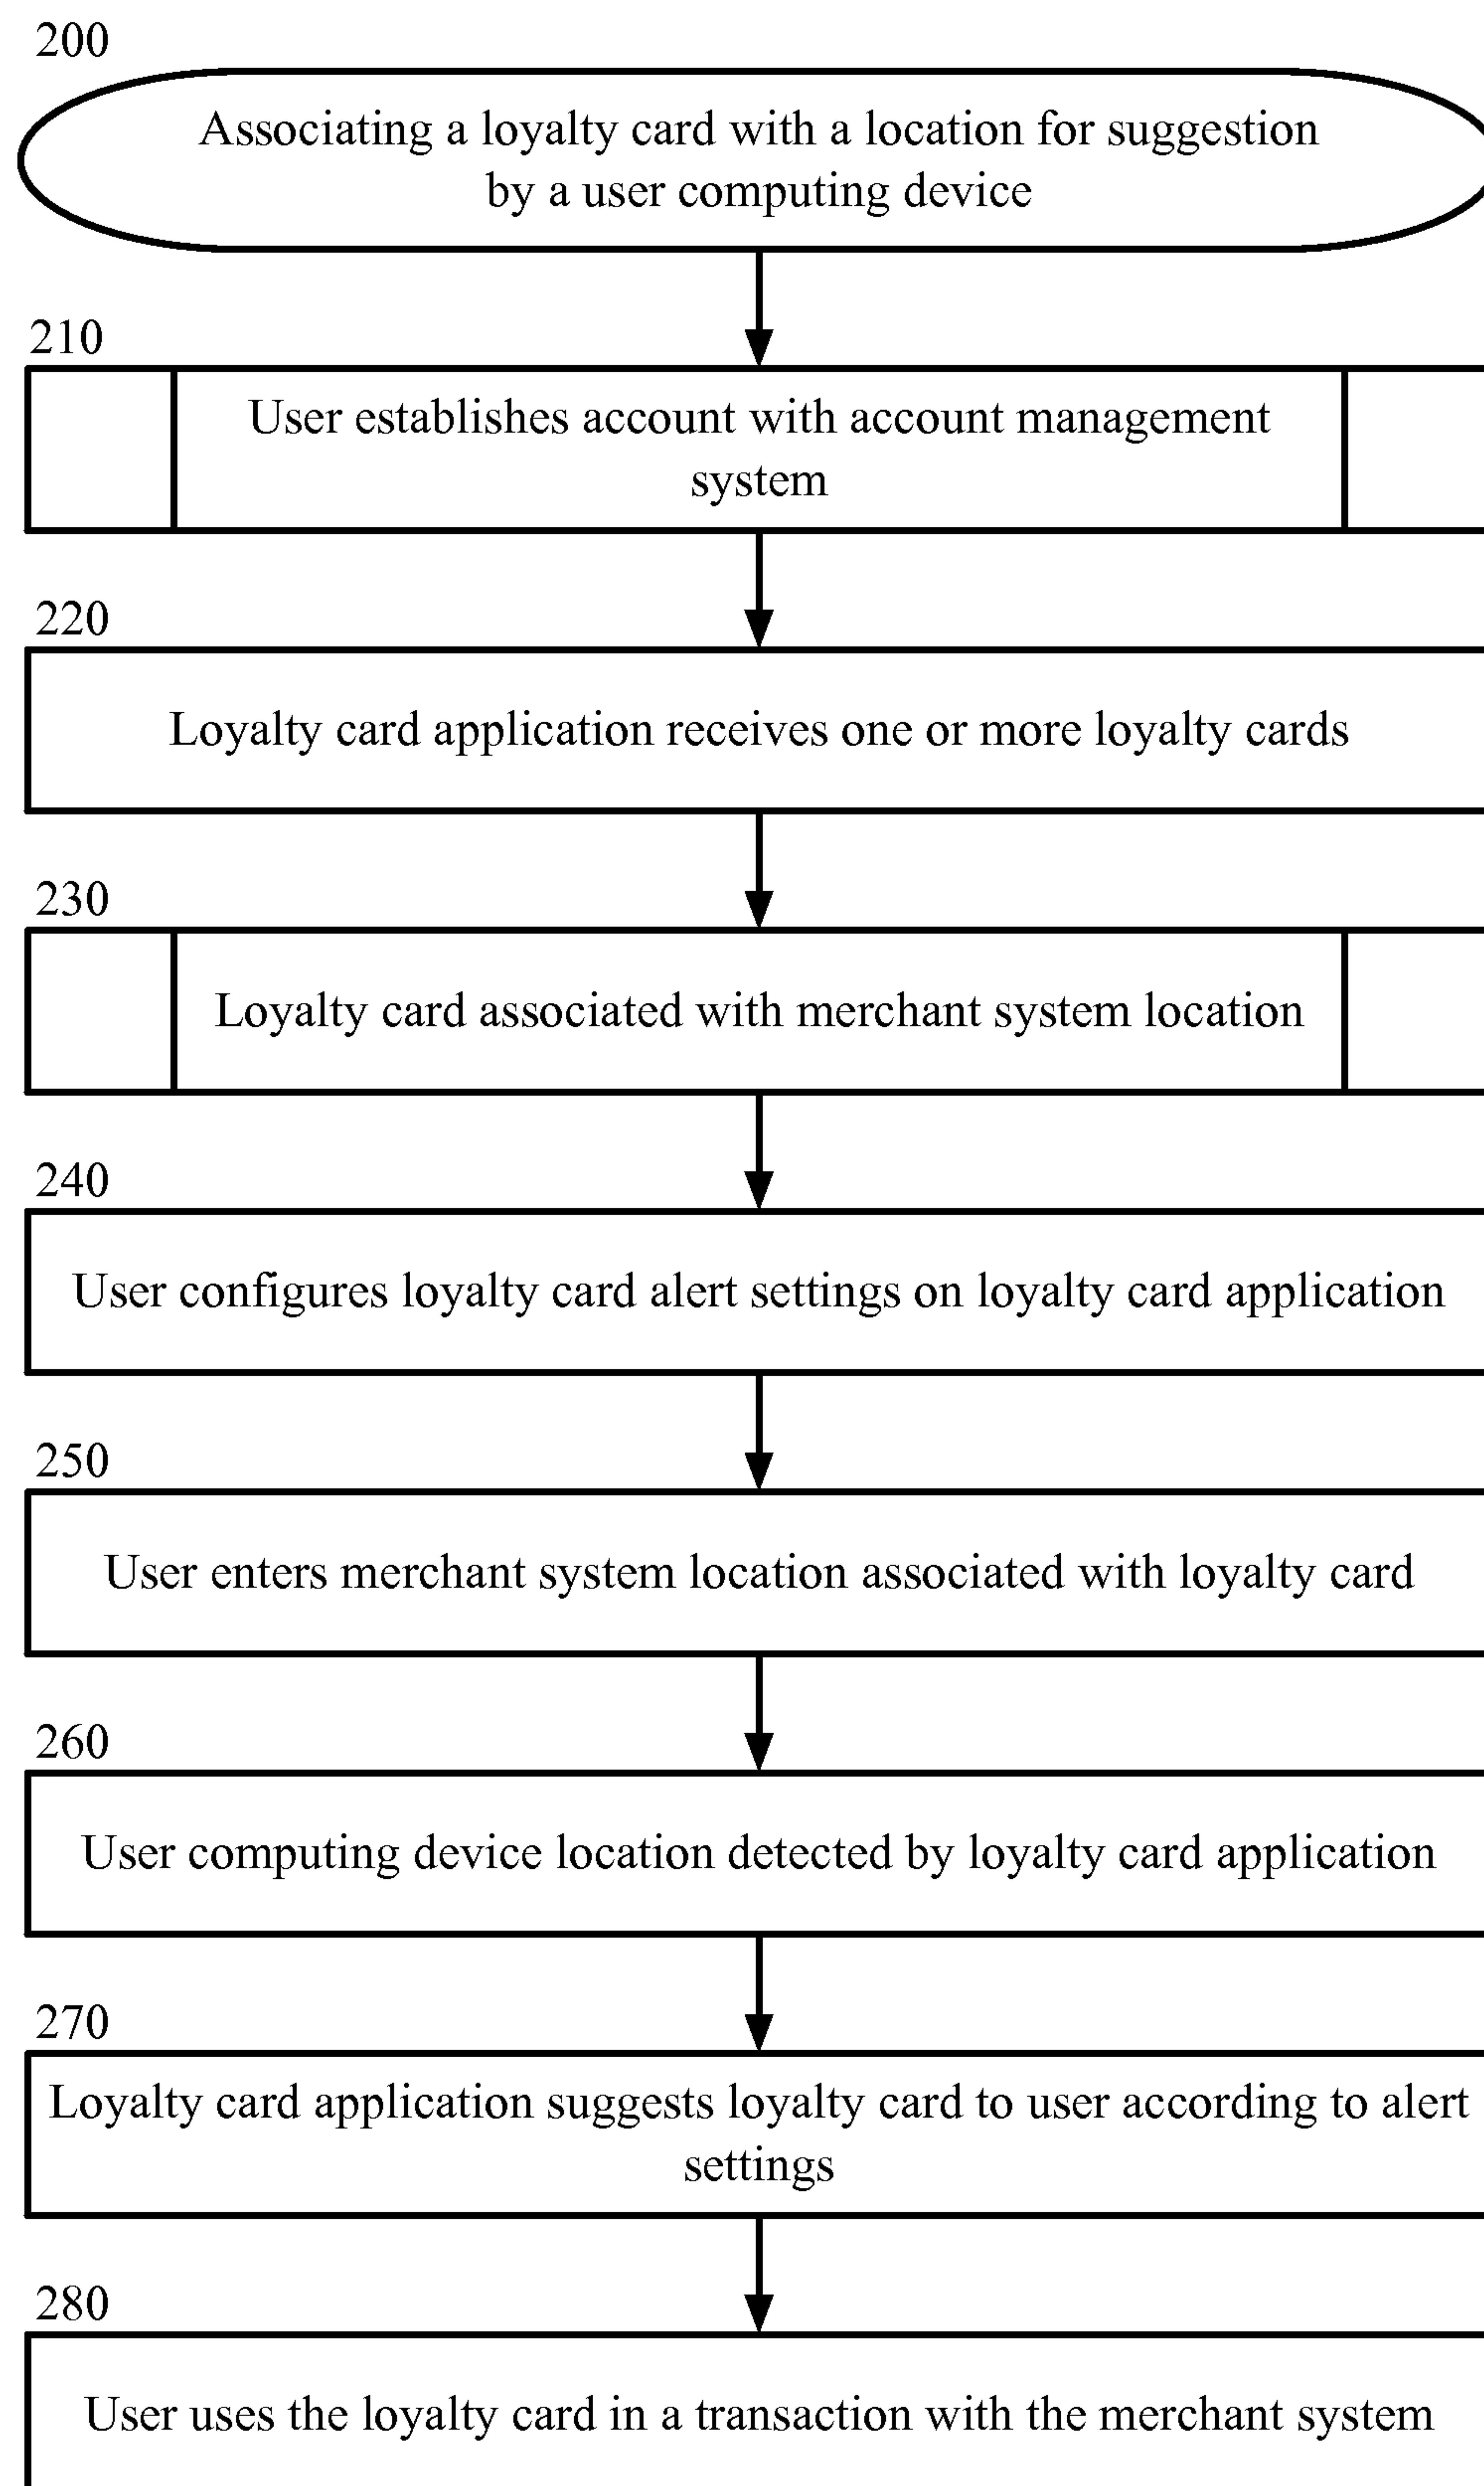 200
Associating a loyalty card with a location for suggestion
by a user computing device
210
User establishes account with account management
system
220
Loyalty card application receives one or more loyalty cards
230
Loyalty card associated with merchant system location
240
User configures loyalty card alert settings on loyalty card application
250
User enters merchant system location associated with loyalty card
260
User computing device location detected by loyalty card application
270
Loyalty card application suggests loyalty card to user according to alert
settings
280
User uses the loyalty card in a transaction with the merchant system